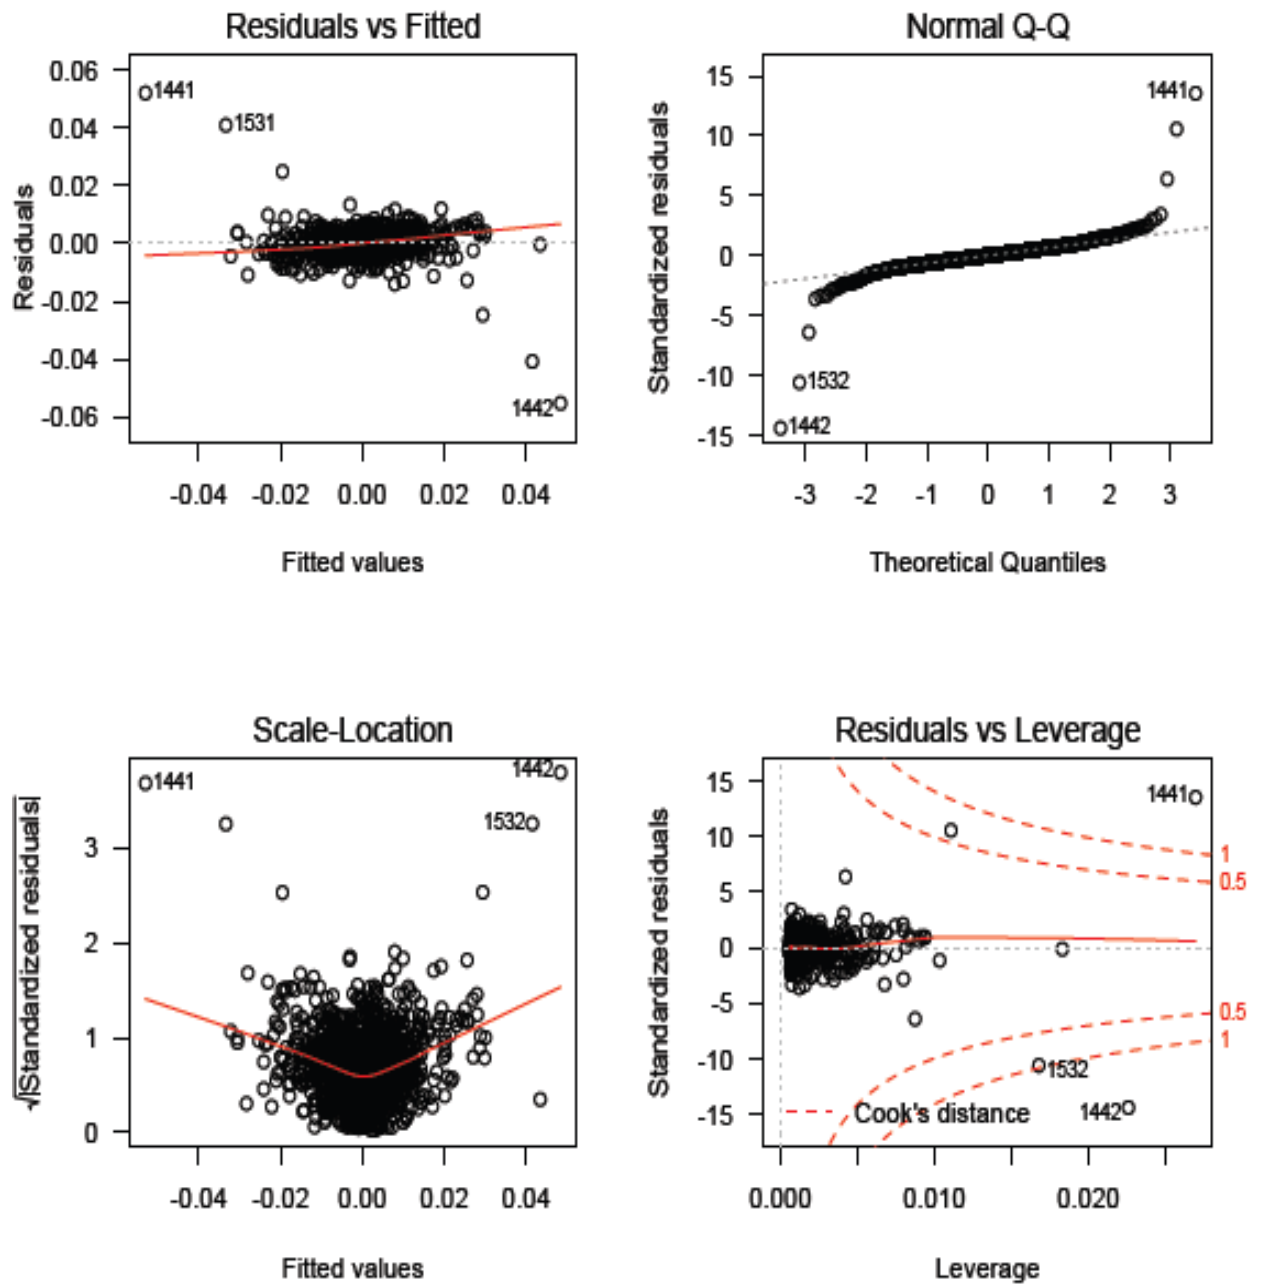 Residuals vs Fitted
Residuals
0.06
0.04
0.02
0.00
-0.02
-0.04
-0.06
1441
1531
1442
-0.04 -0.02 0.00 0.02 0.04
Fitted values
Normal Q-Q
Standardized residuals
15
10
5
0
-5
-10
-15
1441
1532
1442
-3 -2 -1 0 1 2 3
Theoretical Quantiles
Scale-Location
√|Standardized residuals|
3
2
1
0
1441
1442
1532
-0.04 -0.02 0.00 0.02 0.04
Fitted values
Residuals vs Leverage
Standardized residuals
15
10
5
0
-5
-10
-15
1441
1
0.5
0.5
1
1532
Cook's distance
1442
0.000 0.010 0.020
Leverage